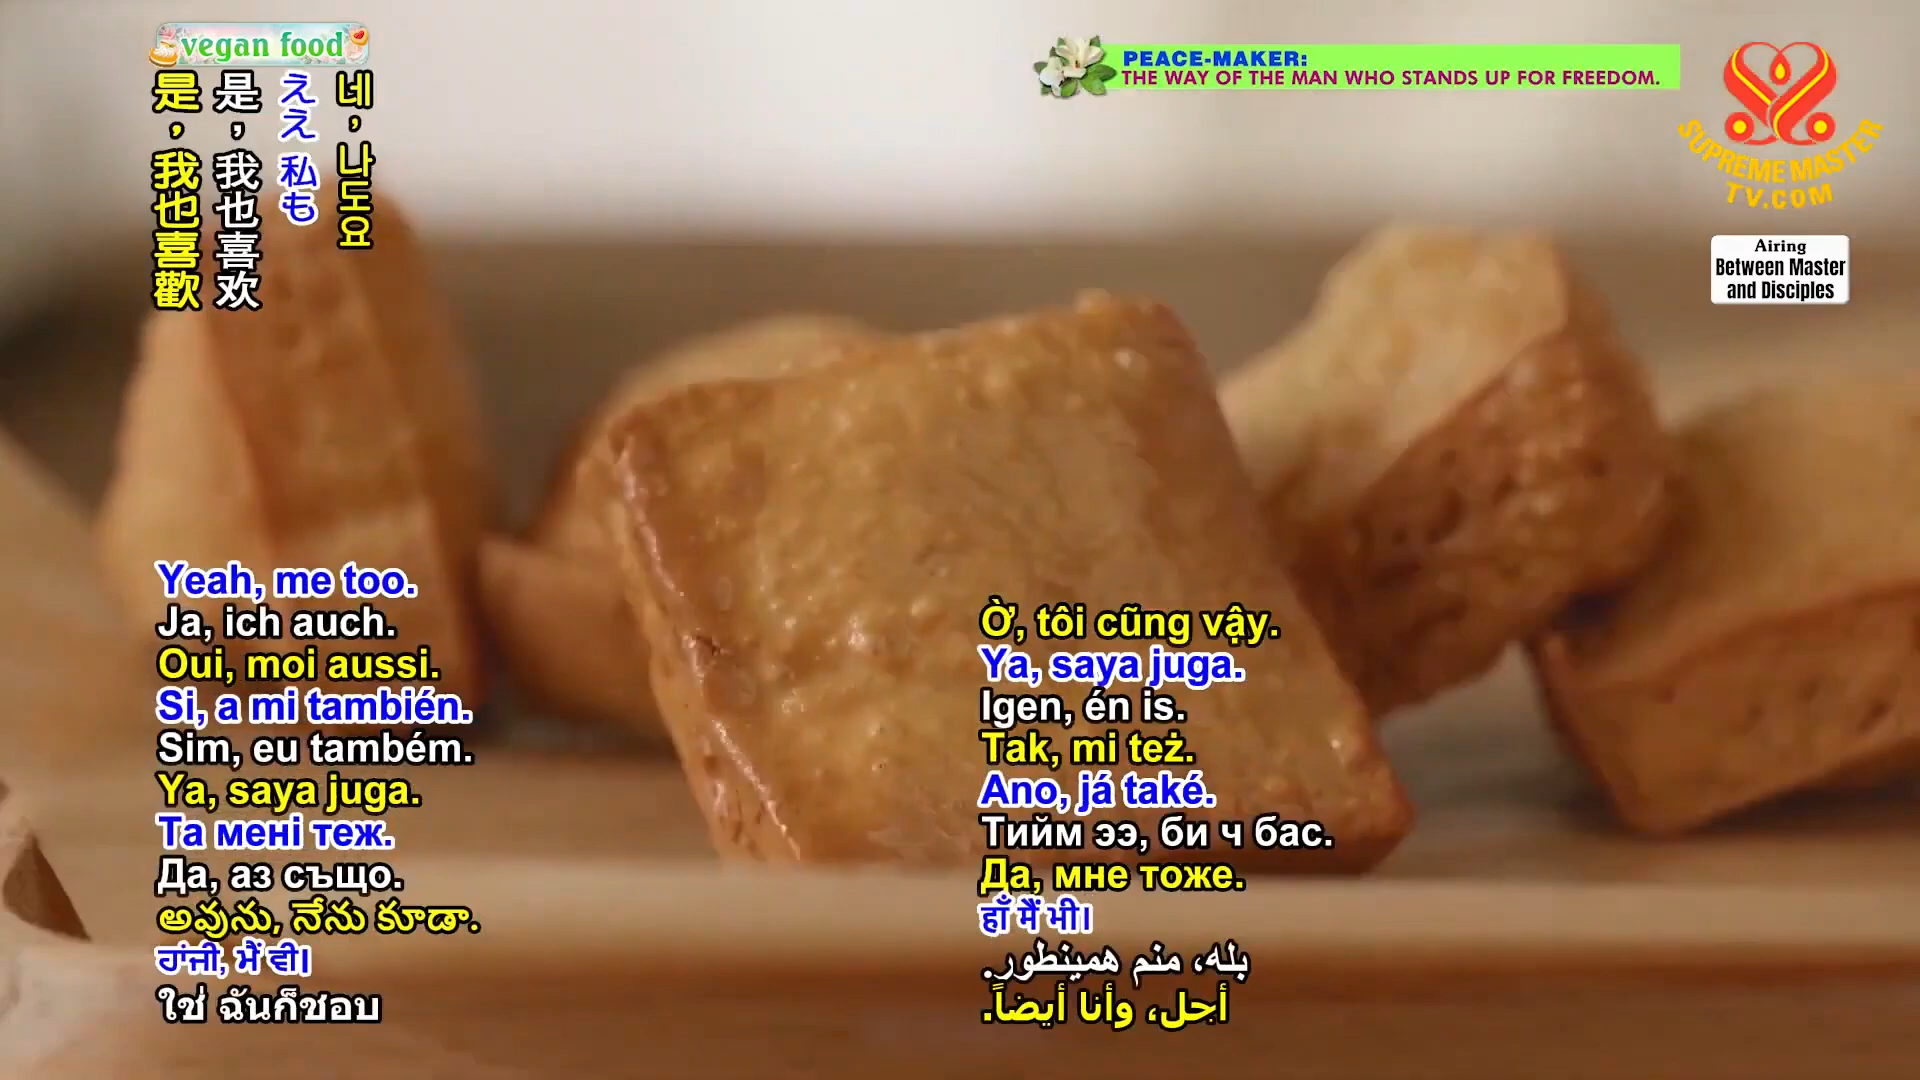 vegan food
네, 나도요
ええ 私も
是，我也喜欢
是，我也喜歡
PEACE-MAKER:
THE WAY OF THE MAN WHO STANDS UP FOR FREEDOM.
SUPREME MASTER
TV.COM
Airing
Between Master
and Disciples
Yeah, me too.
Ja, ich auch.
Oui, moi aussi.
Si, a mi también.
Sim, eu também.
Ya, saya juga.
Та мені теж.
Да, аз също.
అవును, నేను కూడా.
ਹਾਂਜੀ, ਮੈਂ ਵੀ।
ใช่ ฉันก็ชอบ
Ờ, tôi cũng vậy.
Ya, saya juga.
Igen, én is.
Tak, mi też.
Ano, já také.
Тийм ээ, би ч бас.
Да, мне тоже.
हाँ मैं भी।
بله، منم همینطور.
أجل، وأنا أيضاً.